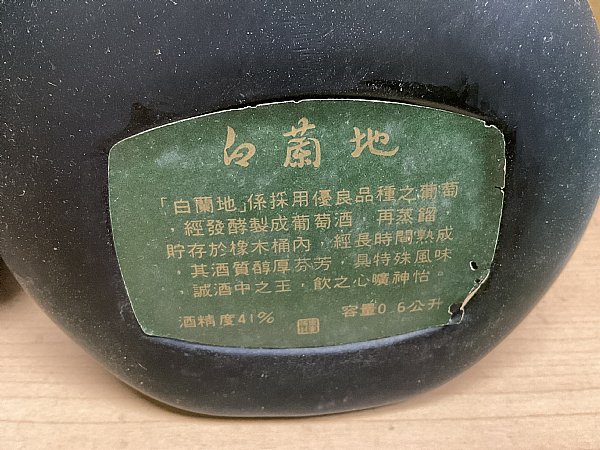 白蘭地
「白蘭地」係採用優良品種之葡萄
，經發酵製成葡萄酒，再蒸餾，
貯存於橡木桶內，經長時間熟成
，其酒質醇厚芬芳，具特殊風味
，誠酒中之王，飲之心曠神怡。
酒精度41% 容量0.6公升